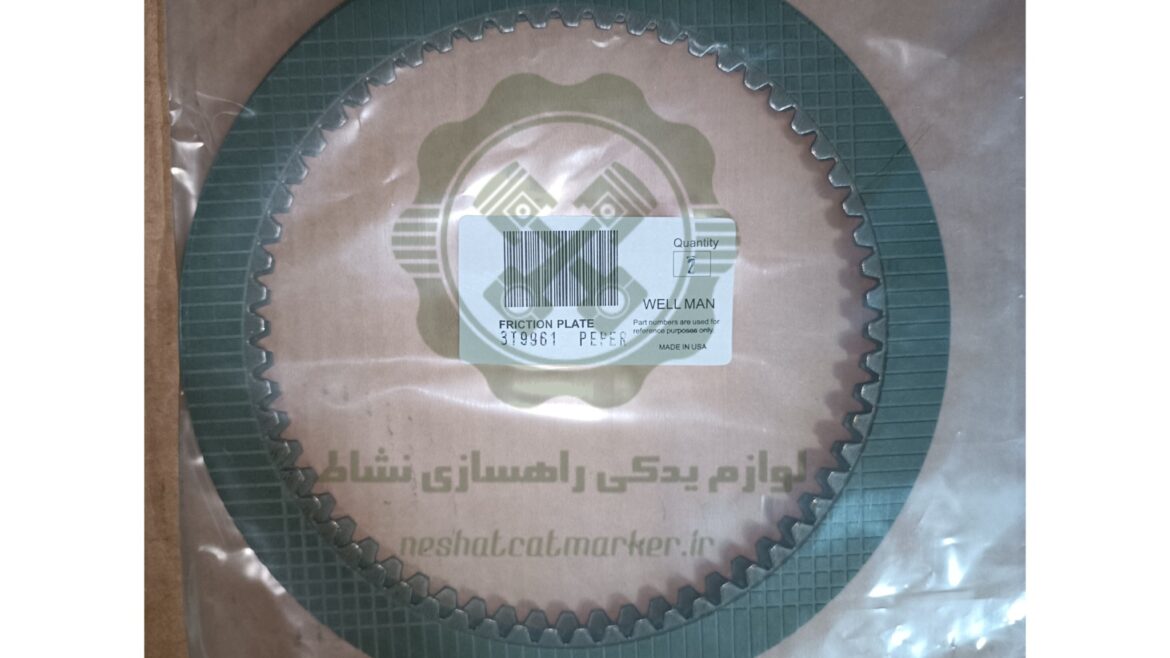 Quantity
2
WELL MAN
FRICTION PLATE
Part numbers are used for
reference purposes only.
3T9961 PEPER
MADE IN USA
لوازم یدکی راهسازی نشاط
neshatcatmarker.ir